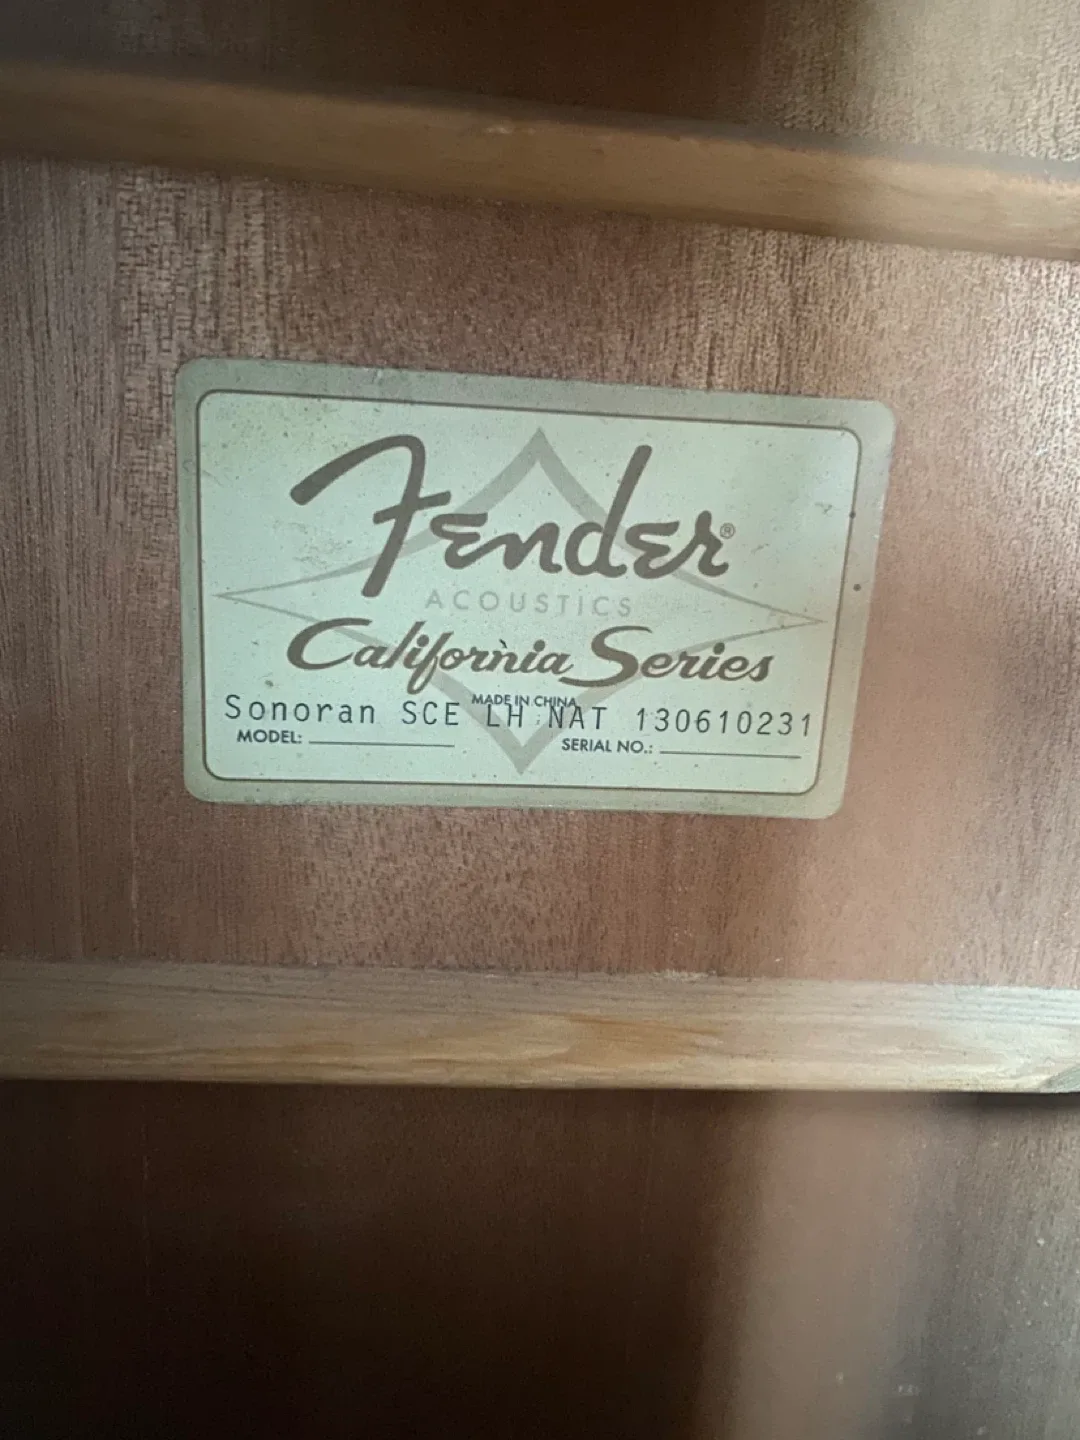 Fender®
ACOUSTICS
California Series
MADE IN CHINA
Sonoran SCE LH NAT 130610231
MODEL: SERIAL NO.: